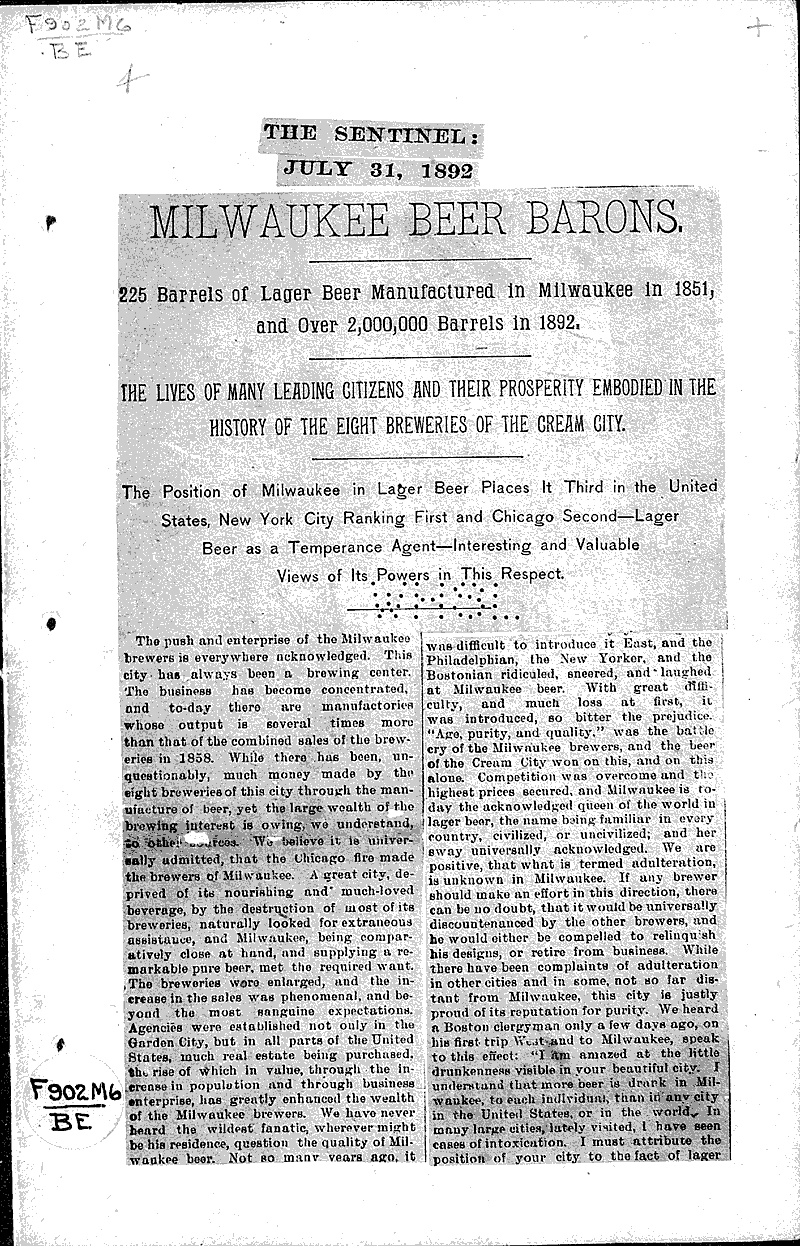 F902M6
BE
THE SENTINEL:
JULY 31, 1892
MILWAUKEE BEER BARONS.
225 Barrels of Lager Beer Manufactured in Milwaukee in 1851,
and Over 2,000,000 Barrels in 1892.
THE LIVES OF MANY LEADING CITIZENS AND THEIR PROSPERITY EMBODIED IN THE
HISTORY OF THE EIGHT BREWERIES OF THE CREAM CITY.
The Position of Milwaukee in Lager Beer Places It Third in the United
States, New York City Ranking First and Chicago Second—Lager
Beer as a Temperance Agent—Interesting and Valuable
Views of Its Powers in This Respect.
The push and enterprise of the Milwaukee
brewers is everywhere acknowledged. This
city has always been a brewing center.
The business has become concentrated,
and to-day there are manufactories
whose output is several times more
than that of the combined sales of the brew-
eries in 1858. While there has been, un-
questionably, much money made by the
eight breweries of this city through the man-
ufacture of beer, yet the large wealth of the
brewing interest is owing, we understand,
to other sources. We believe it is univer-
sally admitted, that the Chicago fire made
the brewers of Milwaukee. A great city, de-
prived of its nourishing and much-loved
beverage, by the destruction of most of its
breweries, naturally looked for extraneous
assistance, and Milwaukee, being compar-
atively close at hand, and supplying a re-
markable pure beer, met the required want.
The breweries were enlarged, and the in-
crease in the sales was phenomenal, and be-
yond the most sanguine expectations.
Agencies were established not only in the
Garden City, but in all parts of the United
States, much real estate being purchased,
the rise of which in value, through the in-
crease in population and through business
enterprise, has greatly enhanced the wealth
of the Milwaukee brewers. We have never
heard the wildest fanatic, wherever might
be his residence, question the quality of Mil-
waukee beer. Not so many years ago, it
was difficult to introduce it East, and the
Philadelphian, the New Yorker, and the
Bostonian ridiculed, sneered, and laughed
at Milwaukee beer. With great diffi-
culty, and much loss at first, it
was introduced, so bitter the prejudice.
"Age, purity, and quality," was the battle
cry of the Milwaukee brewers, and the beer
of the Cream City won on this, and on this
alone. Competition was overcome and the
highest prices secured, and Milwaukee is to-
day the acknowledged queen of the world in
lager beer, the name being familiar in every
country, civilized, or uncivilized; and her
sway universally acknowledged. We are
positive, that what is termed adulteration,
is unknown in Milwaukee. If any brewer
should make an effort in this direction, there
can be no doubt, that it would be universally
discountenanced by the other brewers, and
he would either be compelled to relinquish
his designs, or retire from business. While
there have been complaints of adulteration
in other cities and in some, not so far dis-
tant from Milwaukee, this city is justly
proud of its reputation for purity. We heard
a Boston clergyman only a few days ago, on
his first trip West and to Milwaukee, speak
to this effect: "I am amazed at the little
drunkenness visible in your beautiful city. I
understand that more beer is drank in Mil-
waukee, to each individual, than in any city
in the United States, or in the world. In
many large cities, lately visited, I have seen
cases of intoxication. I must attribute the
position of your city to the fact of lager
F902M6
BE